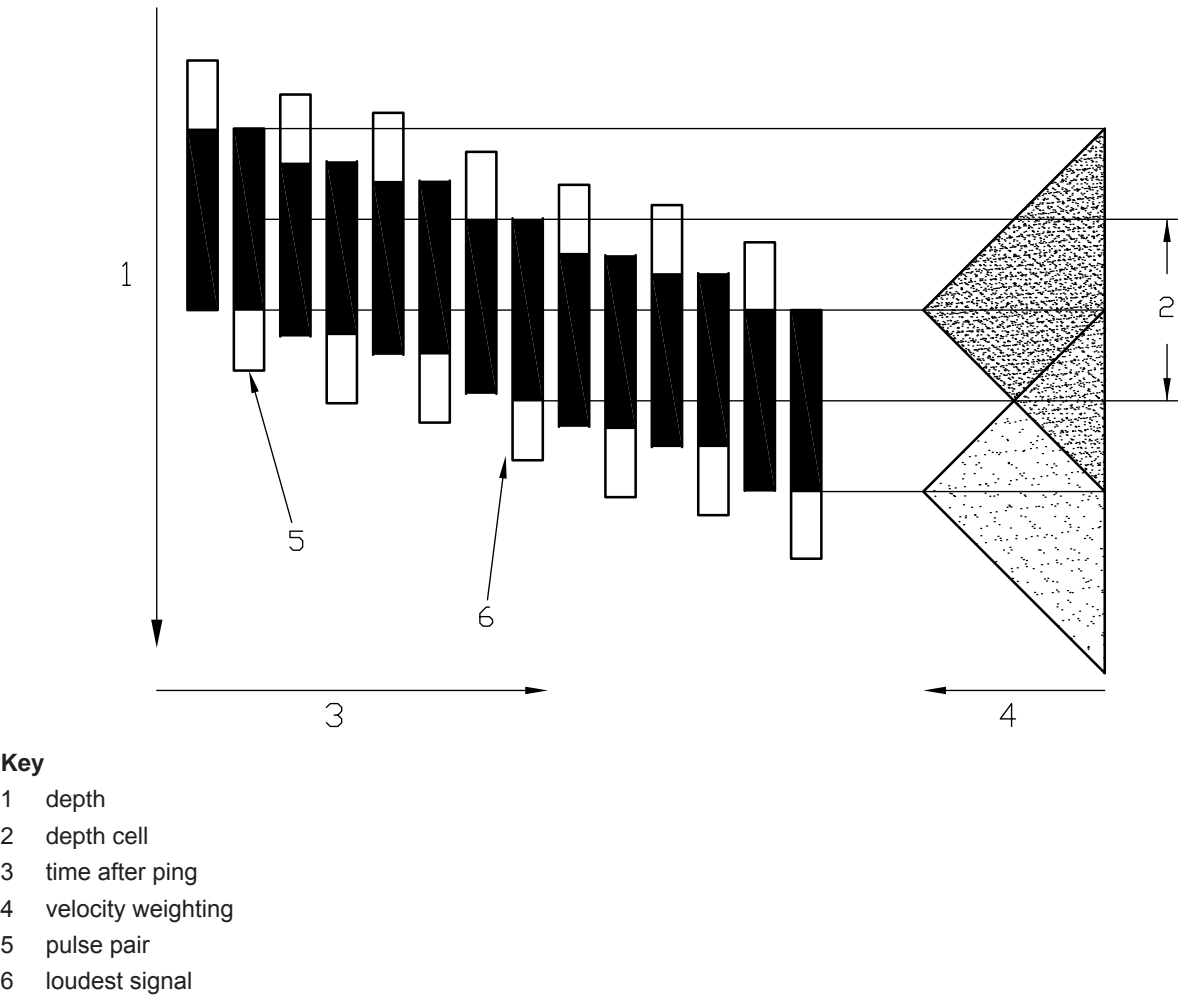 1
2
5
6
3
4
Key
1 depth
2 depth cell
3 time after ping
4 velocity weighting
5 pulse pair
6 loudest signal